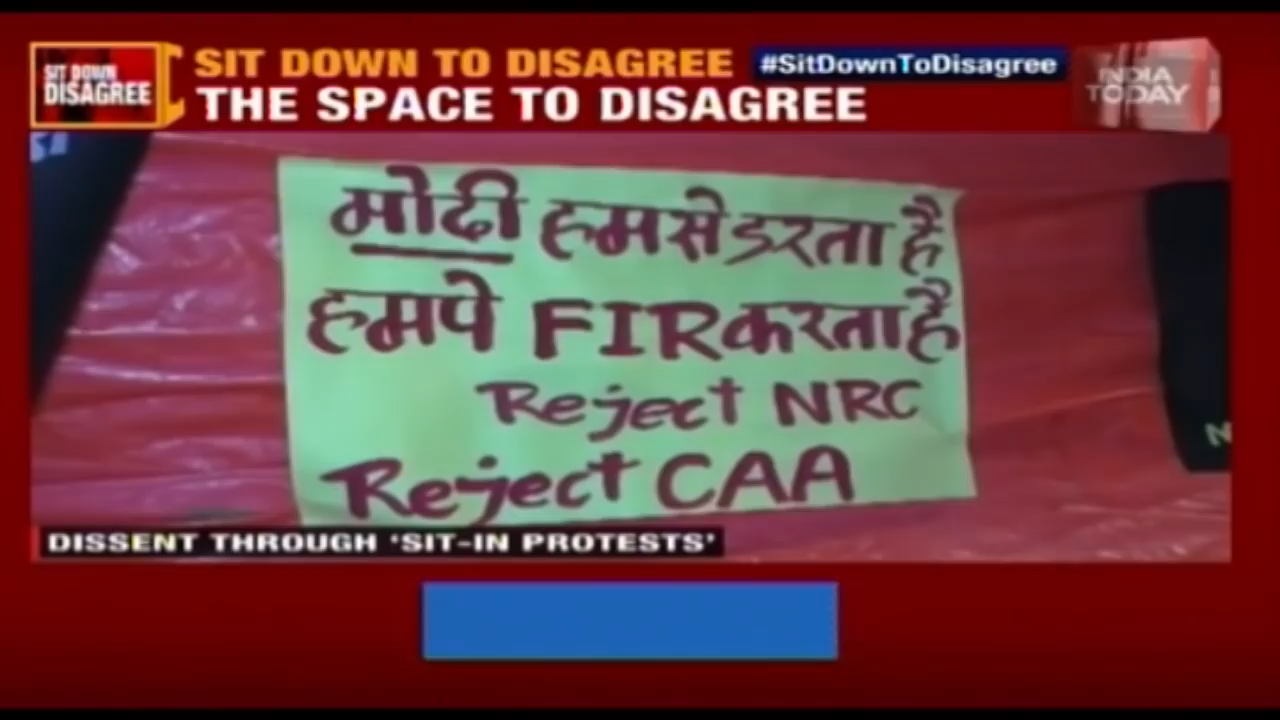 SIT DOWN
DISAGREE
SIT DOWN TO DISAGREE
#SitDownToDisagree
THE SPACE TO DISAGREE
INDIA
TODAY
मोदी हमसे डरता है
हमपे FIR करता है
Reject NRC
Reject CAA
N
DISSENT THROUGH ‘SIT-IN PROTESTS’